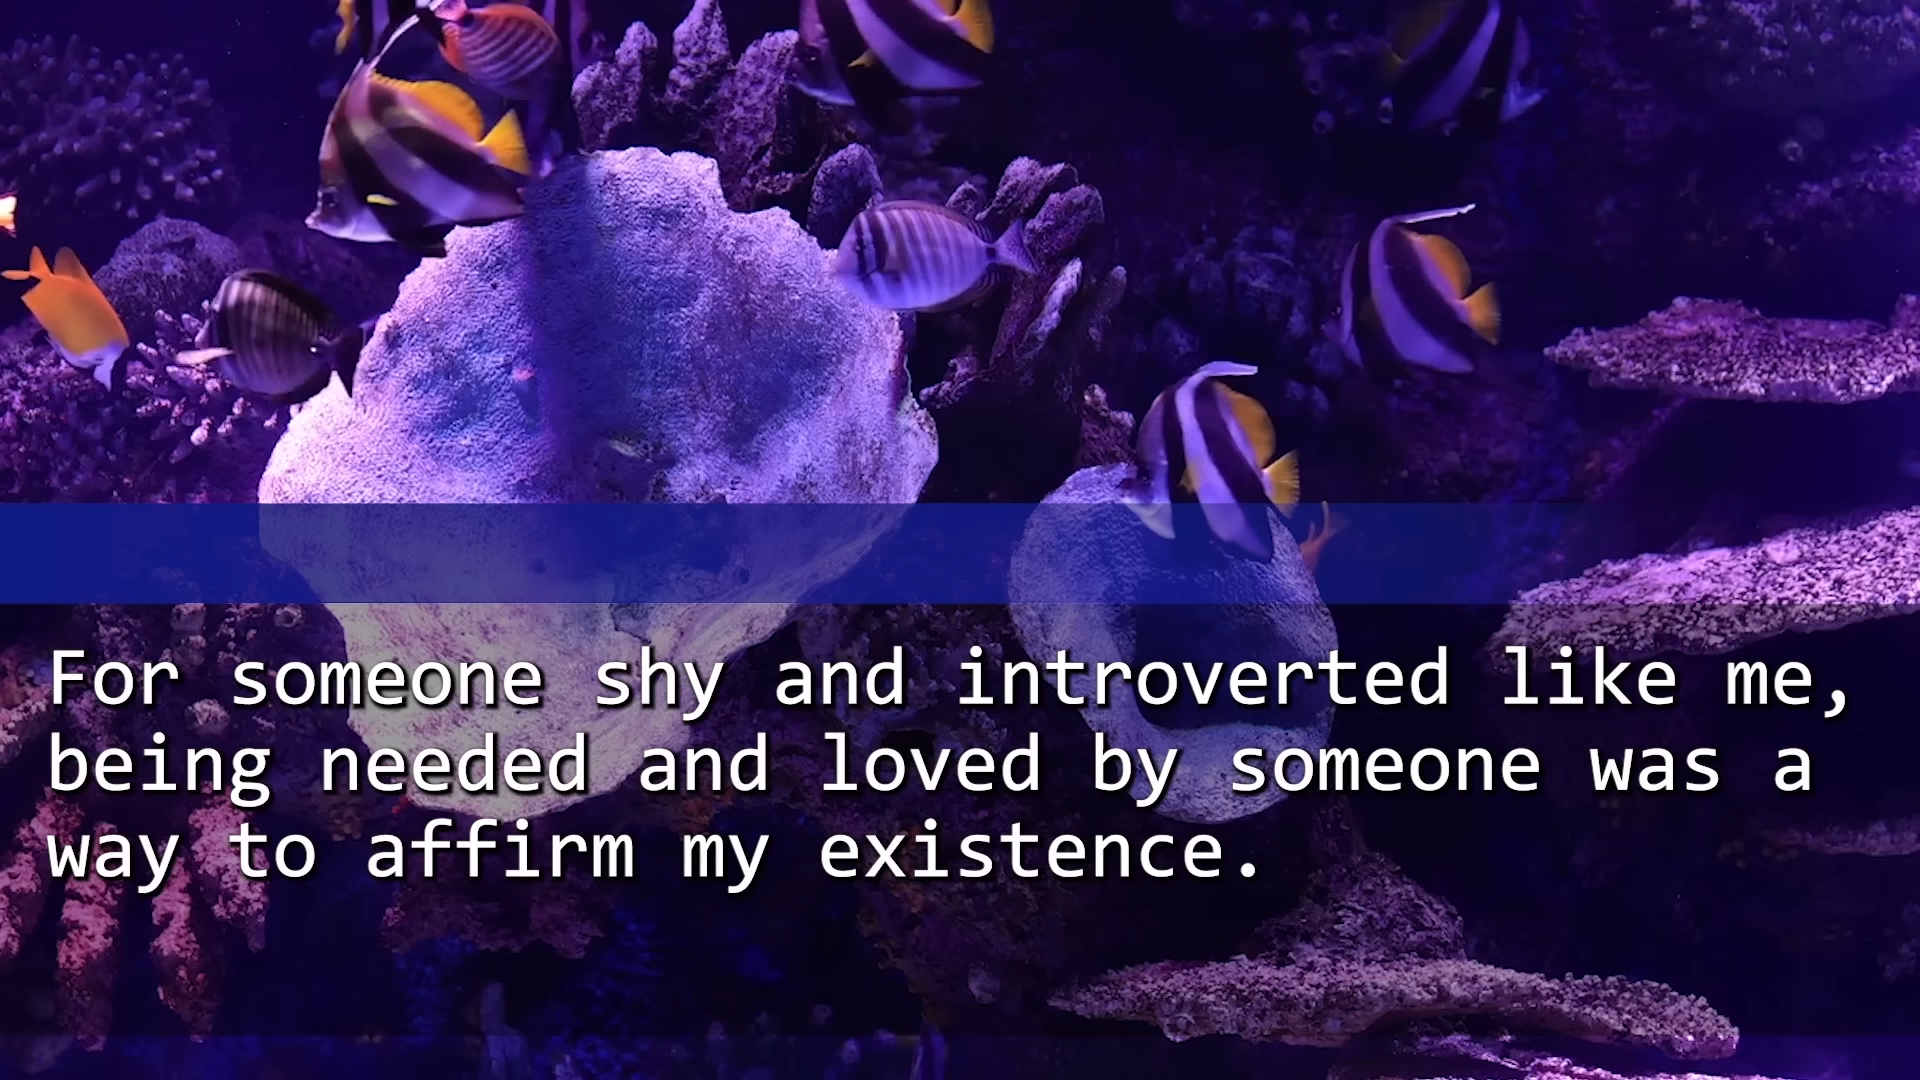 For someone shy and introverted like me,
being needed and loved by someone was a
way to affirm my existence.